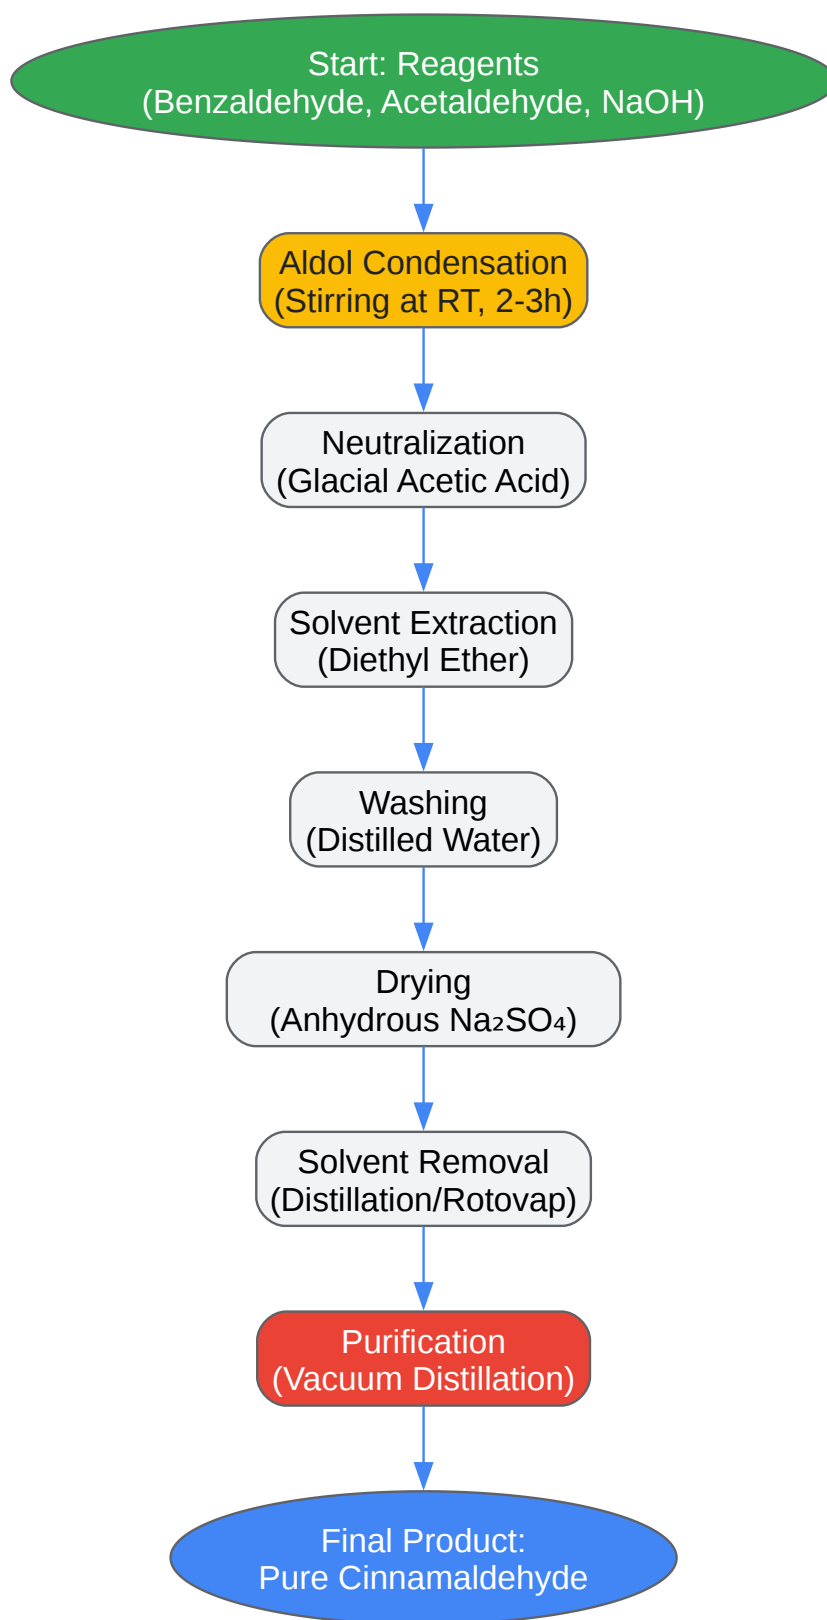 Start: Reagents
(Benzaldehyde, Acetaldehyde, NaOH)
Aldol Condensation
(Stirring at RT, 2-3h)
Neutralization
(Glacial Acetic Acid)
Solvent Extraction
(Diethyl Ether)
Washing
(Distilled Water)
Drying
(Anhydrous Na₂SO₄)
Solvent Removal
(Distillation/Rotovap)
Purification
(Vacuum Distillation)
Final Product:
Pure Cinnamaldehyde